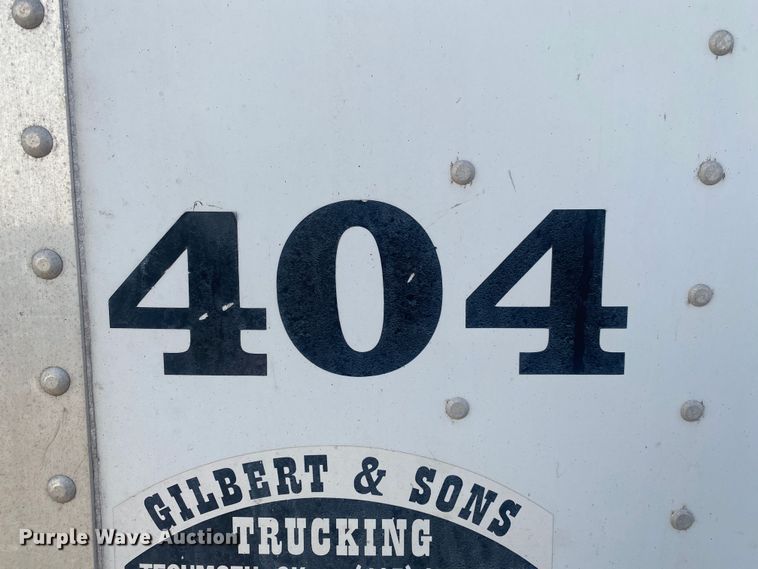 404
GILBERT & SONS
TRUCKING
Purple Wave Auction